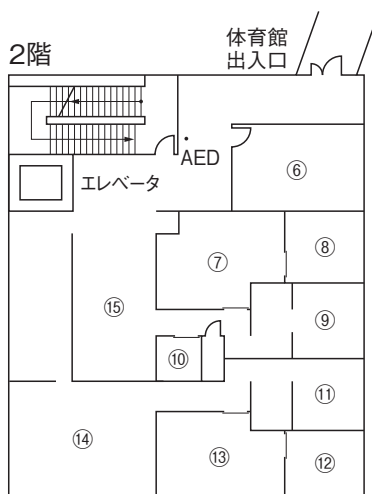 2階
体育館
出入口
AED
エレベータ
⑥
⑦
⑧
⑨
⑮
⑩
⑪
⑭
⑬
⑫